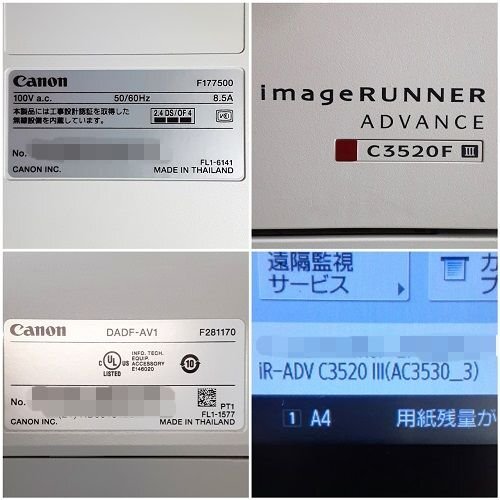 Canon F177500
100V a.c. 50/60Hz 8.5A
本製品には工事設計認証を取得した
無線設備を内蔵しています。
2.4 DS/OF 4
No.
FL1-6141
CANON INC. MADE IN THAILAND
imageRUNNER
ADVANCE
C3520F III
Canon DADF-AV1 F281170
C UL US
LISTED
INFO. TECH.
EQUIP.
ACCESSORY
E146020
10
No.
PT1
FL1-1577
CANON INC. MADE IN THAILAND
遠隔監視
サービス
カ
プ
iR-ADV C3520 III(AC3530_3)
1 A4 用紙残量が